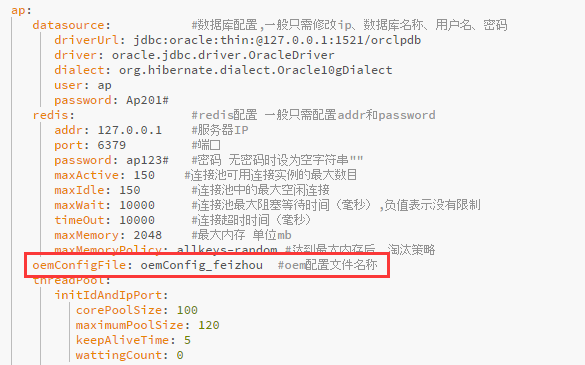 ap:
datasource: #数据库配置,一般只需修改ip、数据库名称、用户名、密码
driverUrl: jdbc:oracle:thin:@127.0.0.1:1521/orclpdb
driver: oracle.jdbc.driver.OracleDriver
dialect: org.hibernate.dialect.Oracle10gDialect
user: ap
password: Ap201#
redis: #redis配置 一般只需配置addr和password
addr: 127.0.0.1 #服务器IP
port: 6379 #端口
password: ap123# #密码 无密码时设为空字符串""
maxActive: 150 #连接池可用连接实例的最大数目
maxIdle: 150 #连接池中的最大空闲连接
maxWait: 10000 #连接池最大阻塞等待时间（毫秒）,负值表示没有限制
timeOut: 10000 #连接超时时间（毫秒）
maxMemory: 2048 #最大内存 单位mb
maxMemoryPolicy: allkeys-random #达到最大内存后 淘汰策略
oemConfigFile: oemConfig_feizhou #oem配置文件名称
threadPool:
initIdAndIpPort:
corePoolSize: 100
maximumPoolSize: 120
keepAliveTime: 5
wattingCount: 0